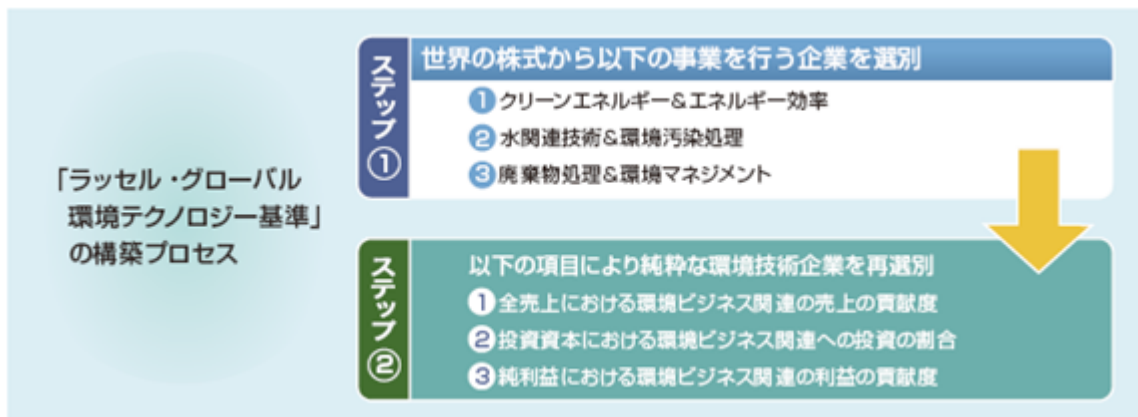 「ラッセル・グローバル
環境テクノロジー基準」
の構築プロセス
ステップ①
世界の株式から以下の事業を行う企業を選別
① クリーンエネルギー&エネルギー効率
② 水関連技術&環境汚染処理
③ 廃棄物処理&環境マネジメント
ステップ②
以下の項目により純粋な環境技術企業を再選別
① 全売上における環境ビジネス関連の売上の貢献度
② 投資資本における環境ビジネス関連への投資の割合
③ 純利益における環境ビジネス関連の利益の貢献度